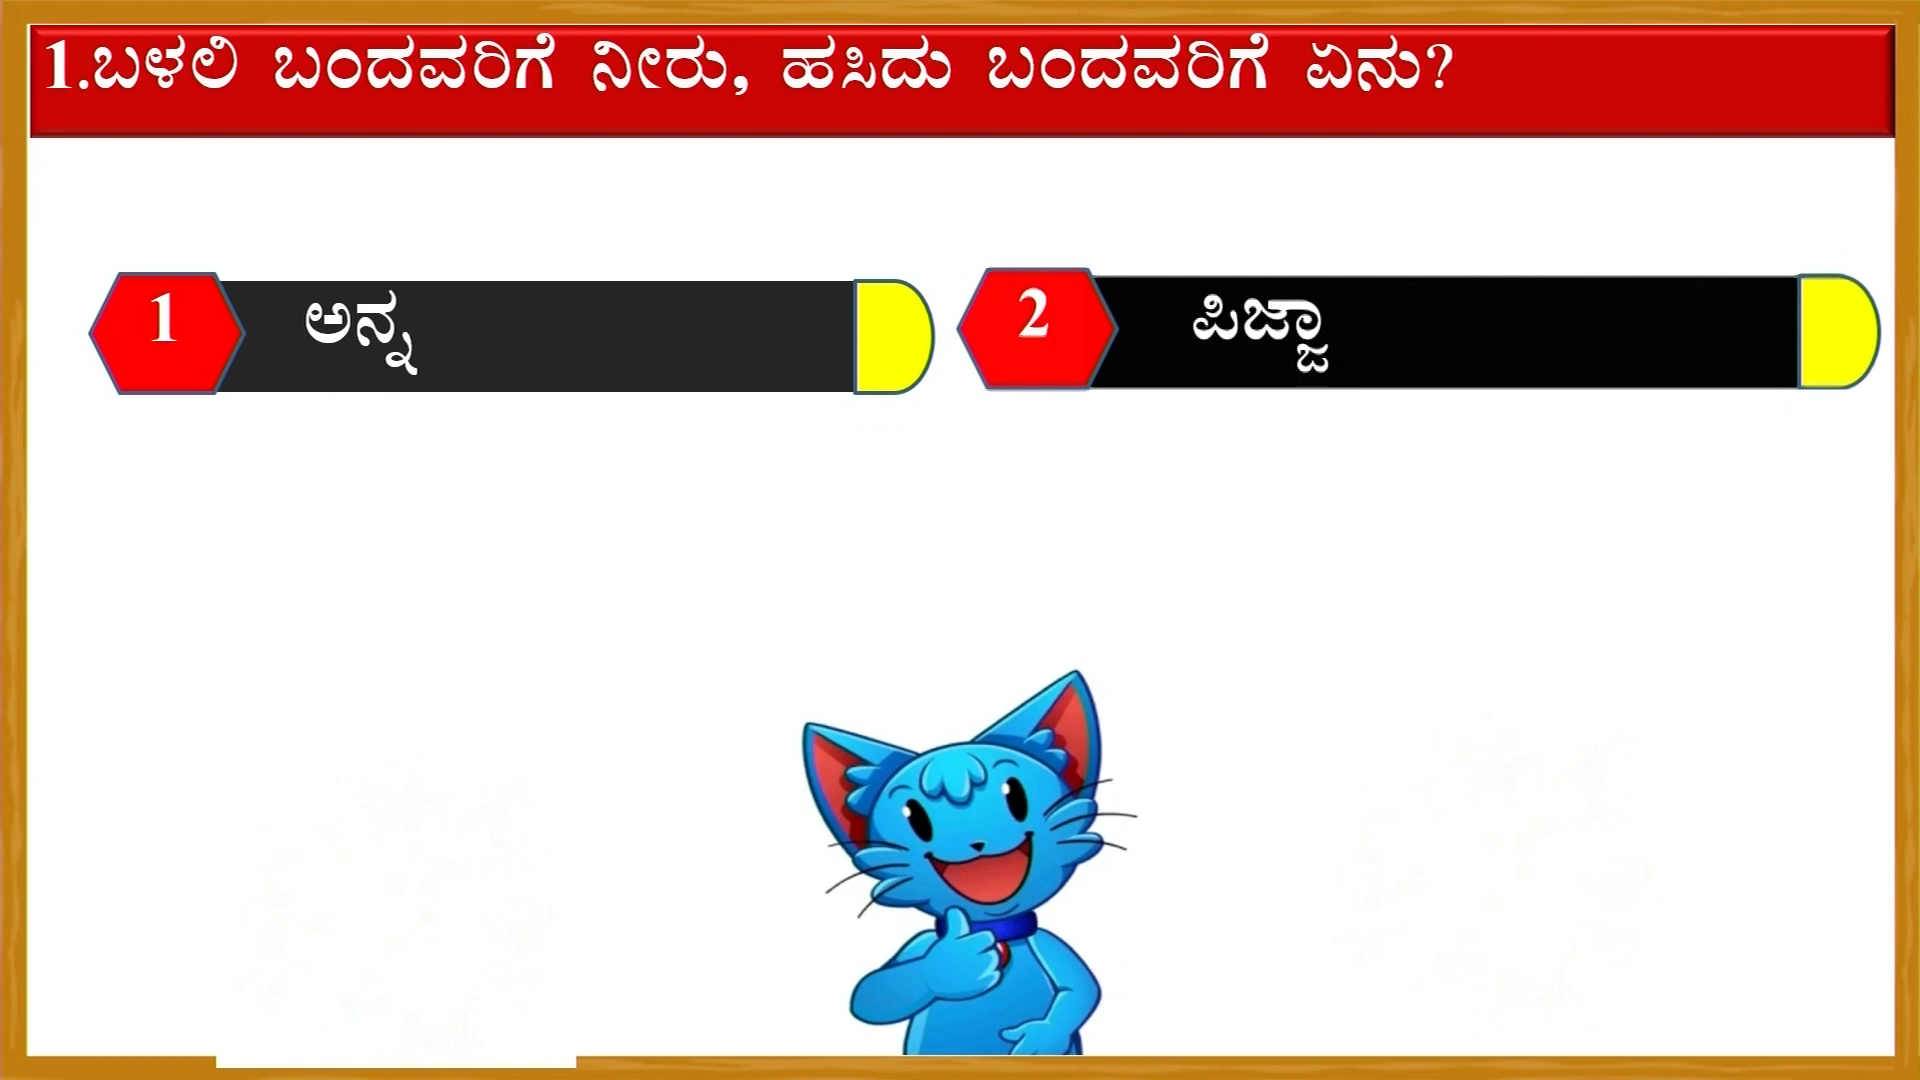 1.ಬಳಲಿ ಬಂದವರಿಗೆ ನೀರು, ಹಸಿದು ಬಂದವರಿಗೆ ಏನು?
1 ಅನ್ನ
2 ಪಿಜ್ಜಾ